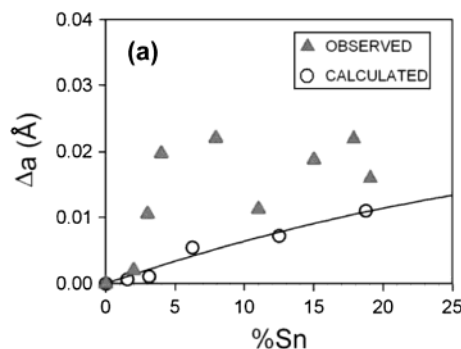 0.04
(a)
OBSERVED
CALCULATED
0.03
0.02
0.01
0.00
Δa (Å)
0 5 10 15 20 25
%Sn